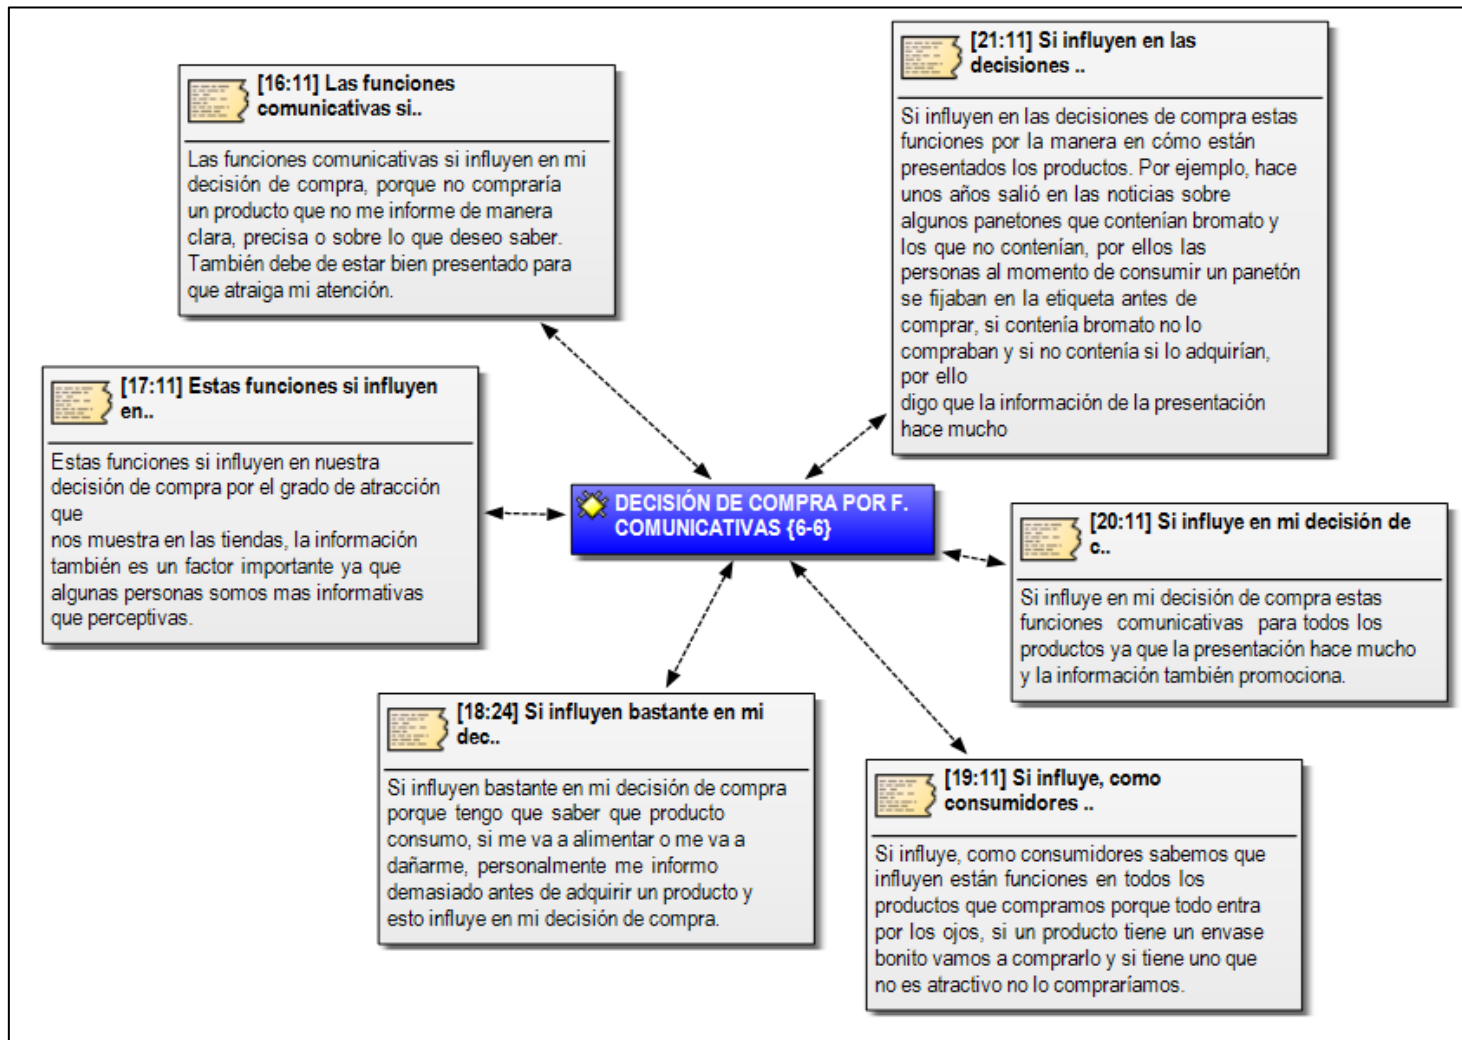 [16:11] Las funciones
comunicativas si..
Las funciones comunicativas si influyen en mi
decisión de compra, porque no compraría
un producto que no me informe de manera
clara, precisa o sobre lo que deseo saber.
También debe de estar bien presentado para
que atraiga mi atención.
[21:11] Si influyen en las
decisiones ..
Si influyen en las decisiones de compra estas
funciones por la manera en cómo están
presentados los productos. Por ejemplo, hace
unos años salió en las noticias sobre
algunos panetones que contenían bromato y
los que no contenían, por ellos las
personas al momento de consumir un panetón
se fijaban en la etiqueta antes de
comprar, si contenía bromato no lo
compraban y si no contenía si lo adquirían,
por ello
digo que la información de la presentación
hace mucho
[17:11] Estas funciones si influyen
en..
Estas funciones si influyen en nuestra
decisión de compra por el grado de atracción
que
nos muestra en las tiendas, la información
también es un factor importante ya que
algunas personas somos mas informativas
que perceptivas.
DECISIÓN DE COMPRA POR F.
COMUNICATIVAS {6-6}
[20:11] Si influye en mi decisión de
c..
Si influye en mi decisión de compra estas
funciones comunicativas para todos los
productos ya que la presentación hace mucho
y la información también promociona.
[18:24] Si influyen bastante en mi
dec..
Si influyen bastante en mi decisión de compra
porque tengo que saber que producto
consumo, si me va a alimentar o me va a
dañarme, personalmente me informo
demasiado antes de adquirir un producto y
esto influye en mi decisión de compra.
[19:11] Si influye, como
consumidores ..
Si influye, como consumidores sabemos que
influyen están funciones en todos los
productos que compramos porque todo entra
por los ojos, si un producto tiene un envase
bonito vamos a comprarlo y si tiene uno que
no es atractivo no lo compraríamos.